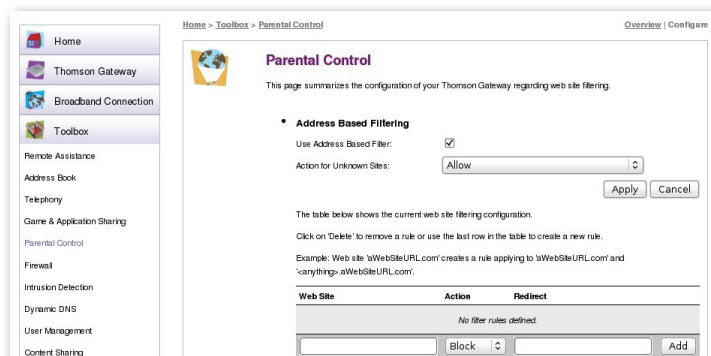 Home > Toolbox > Parental Control
Overview | Configure
Home
Thomson Gateway
Broadband Connection
Toolbox
Remote Assistance
Address Book
Telephony
Game & Application Sharing
Parental Control
Firewall
Intrusion Detection
Dynamic DNS
User Management
Content Sharing
Parental Control
This page summarizes the configuration of your Thomson Gateway regarding web site filtering.
Address Based Filtering
Use Address Based Filter:
Action for Unknown Sites: Allow
Apply Cancel
The table below shows the current web site filtering configuration.
Click on 'Delete' to remove a rule or use the last row in the table to create a new rule.
Example: Web site 'aWebSiteURL.com' creates a rule applying to 'aWebSiteURL.com' and
'<anything>.aWebSiteURL.com'.
Web Site Action Redirect
No filter rules defined.
Block Add